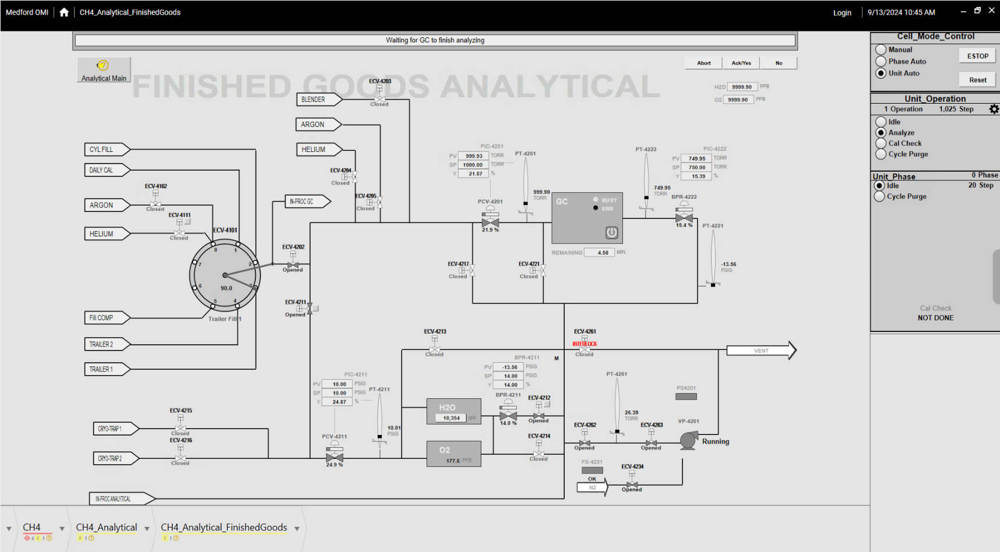 Medford OMI CH4_Analytical_FinishedGoods Login 9/13/2024 10:45 AM
Waiting for GC to finish analyzing
1 ?
Analytical Main
Abort Ack/Yes No
FINISHED GOODS ANALYTICAL
H2O 9999.90 PPB
O2 9999.90 PPB
BLENDER
ECV-4203
Closed
ARGON
HELIUM
ECV-4204
Closed
ECV-4205
Closed
CYL FILL
DAILY CAL
ECV-4102
Closed
ARGON
ECV-4111
Closed
HELIUM
ECV-4101
8 1
7 2
6 3
5 4
90.0
Trailer Fill 1
IN-PROC GC
ECV-4202
Opened
ECV-4211
Opened
Fill COMP
TRAILER 2
TRAILER 1
PIC-4201
PV 999.93 TORR
SP 1000.00 TORR
Y 21.87 %
PT-4201
999.90
TORR
PCV-4201
21.9 %
GC
BUSY
ERR
REMAINING 4.58 MIN
PT-4222
749.95
TORR
PIC-4222
PV 749.95 TORR
SP 750.00 TORR
Y 15.39 %
BPR-4222
15.4 %
PT-4221
-13.56
PSIG
ECV-4217
Closed
ECV-4221
Closed
ECV-4213
Closed
ECV-4261
INTERLOCK
Closed
VENT
M
BPR-4211
PV -13.56 PSIG
SP 14.00 PSIG
Y 14.00 %
PIC-4211
PV 10.00 PSIG
SP 10.00 PSIG
Y 24.87 %
PT-4211
10.01
PSIG
PCV-4211
24.9 %
H2O
10,354 ppb
O2
177.6 PPB
BPR-4211
14.0 %
ECV-4212
Opened
ECV-4214
Closed
PT-4261
26.39
TORR
PS4201
VP-4201
Running
ECV-4262
Opened
ECV-4263
Opened
FS-4231
OK
N2
ECV-4234
Opened
ECV-4215
Closed
CRYO-TRAP 1
ECV-4216
Closed
CRYO-TRAP 2
IN-PROC ANALYTICAL
Cell_Mode_Control
Manual
Phase Auto
Unit Auto
ESTOP
Reset
Unit_Operation
1 Operation 1,025 Step
Idle
Analyze
Cal Check
Cycle Purge
Unit_Phase 0 Phase
Idle 20 Step
Cycle Purge
Cal Check
NOT DONE
CH4 CH4_Analytical CH4_Analytical_FinishedGoods
1 4 2 1 ? 2 1 ? 2 1 ?